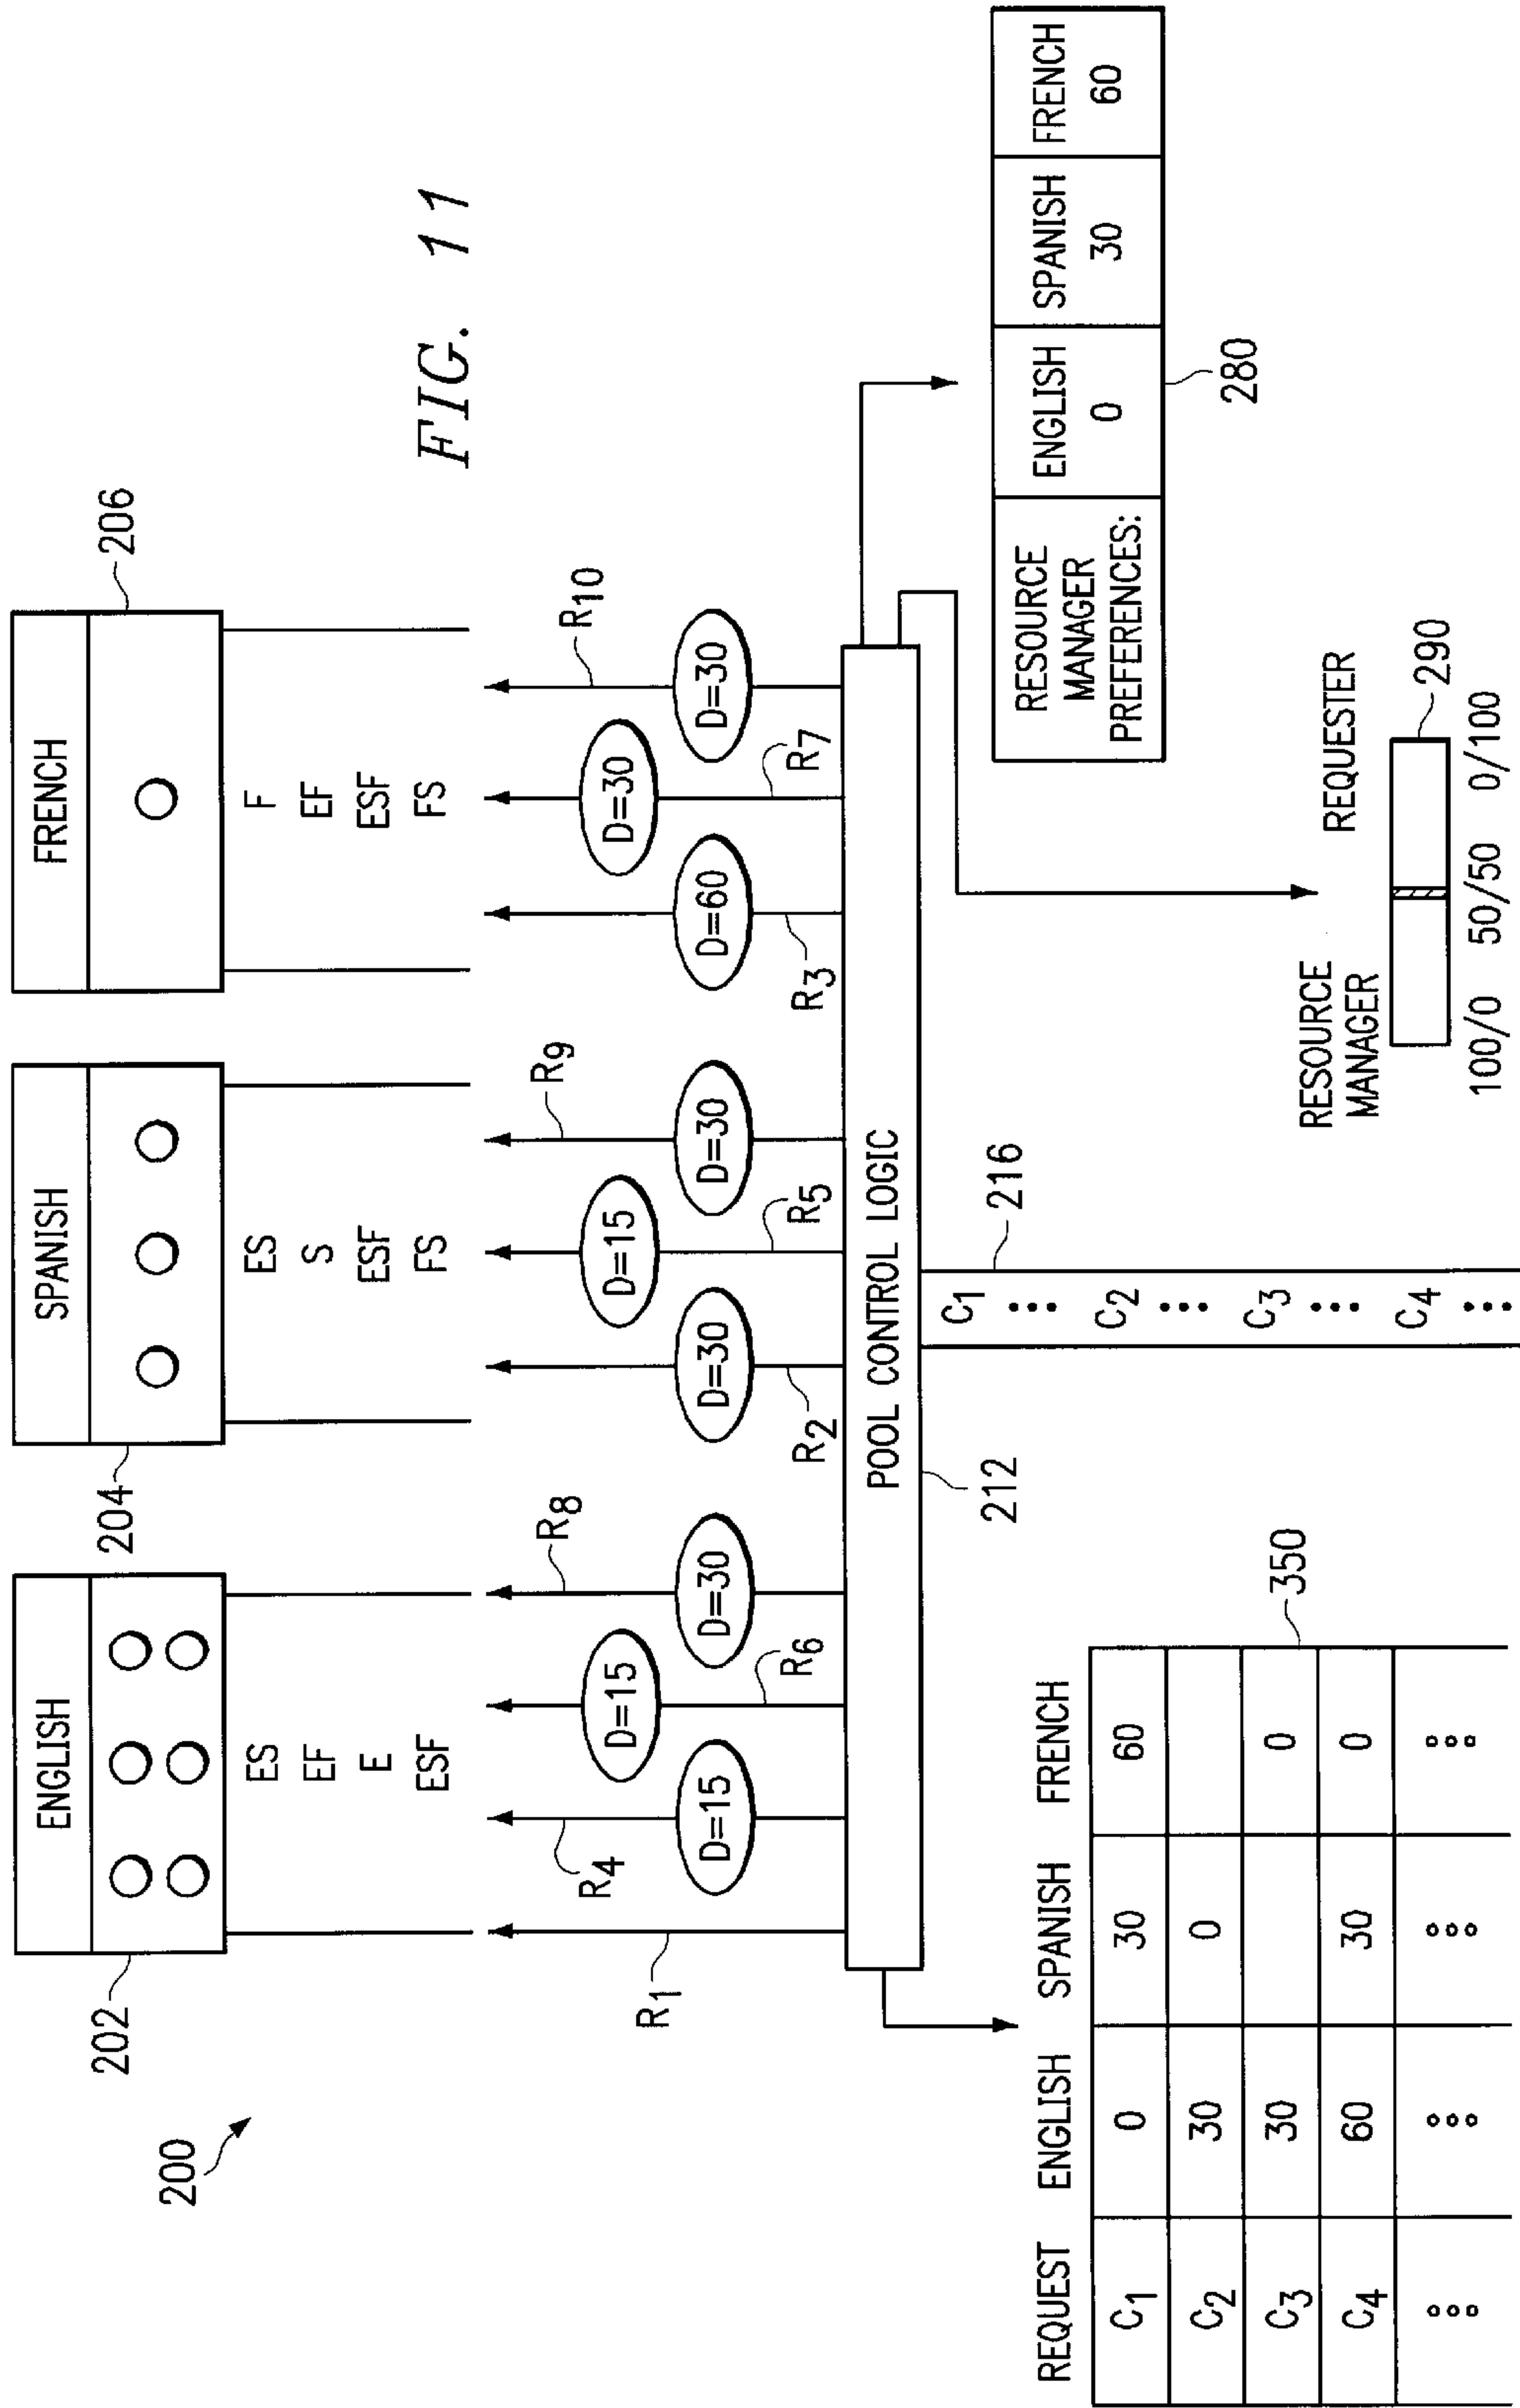 200
202
ENGLISH
ES
EF
E
ESF
204
SPANISH
ES
S
ESF
FS
206
FRENCH
F
EF
ESF
FS
FIG. 11
R1
R4
D=15
D=15
R6
D=30
R8
D=30
R2
D=15
R5
D=30
R9
D=60
R3
D=30
R7
D=30
R10
POOL CONTROL LOGIC
212
216
C1
•••
C2
•••
C3
•••
C4
•••
REQUEST ENGLISH SPANISH FRENCH
C1 0 30 60
C2 30 0
C3 30 0
C4 60 30 0
°°° °°° °°° °°°
350
RESOURCE
MANAGER
REQUESTER
290
100/0 50/50 0/100
RESOURCE
MANAGER
PREFERENCES:
ENGLISH SPANISH FRENCH
0 30 60
280